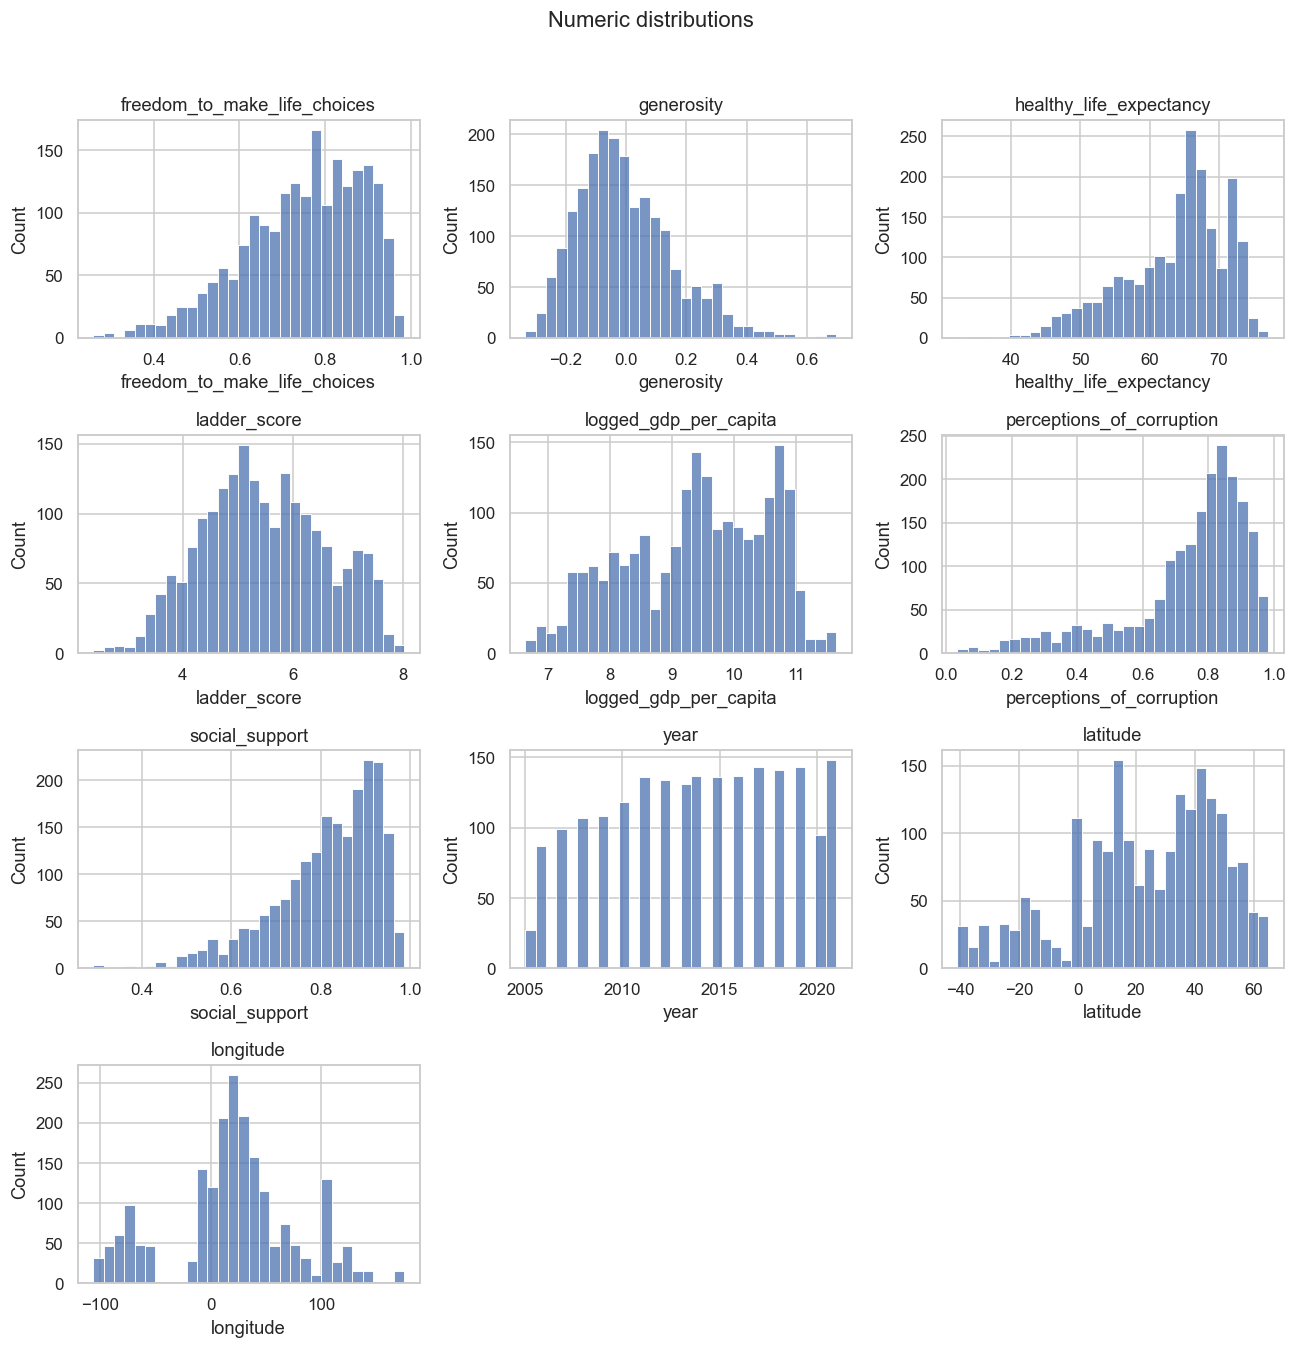 Numeric distributions
freedom_to_make_life_choices
generosity
healthy_life_expectancy
Count
150
100
50
0
0.4
0.6
0.8
1.0
freedom_to_make_life_choices
Count
200
150
100
50
0
−0.2
0.0
0.2
0.4
0.6
generosity
Count
250
200
150
100
50
0
40
50
60
70
healthy_life_expectancy
ladder_score
logged_gdp_per_capita
perceptions_of_corruption
Count
150
100
50
0
4
6
8
ladder_score
Count
150
100
50
0
7
8
9
10
11
logged_gdp_per_capita
Count
250
200
150
100
50
0
0.0
0.2
0.4
0.6
0.8
1.0
perceptions_of_corruption
social_support
year
latitude
Count
200
150
100
50
0
0.4
0.6
0.8
1.0
social_support
Count
150
100
50
0
2005
2010
2015
2020
year
Count
150
100
50
0
−40
−20
0
20
40
60
latitude
longitude
Count
250
200
150
100
50
0
−100
0
100
longitude